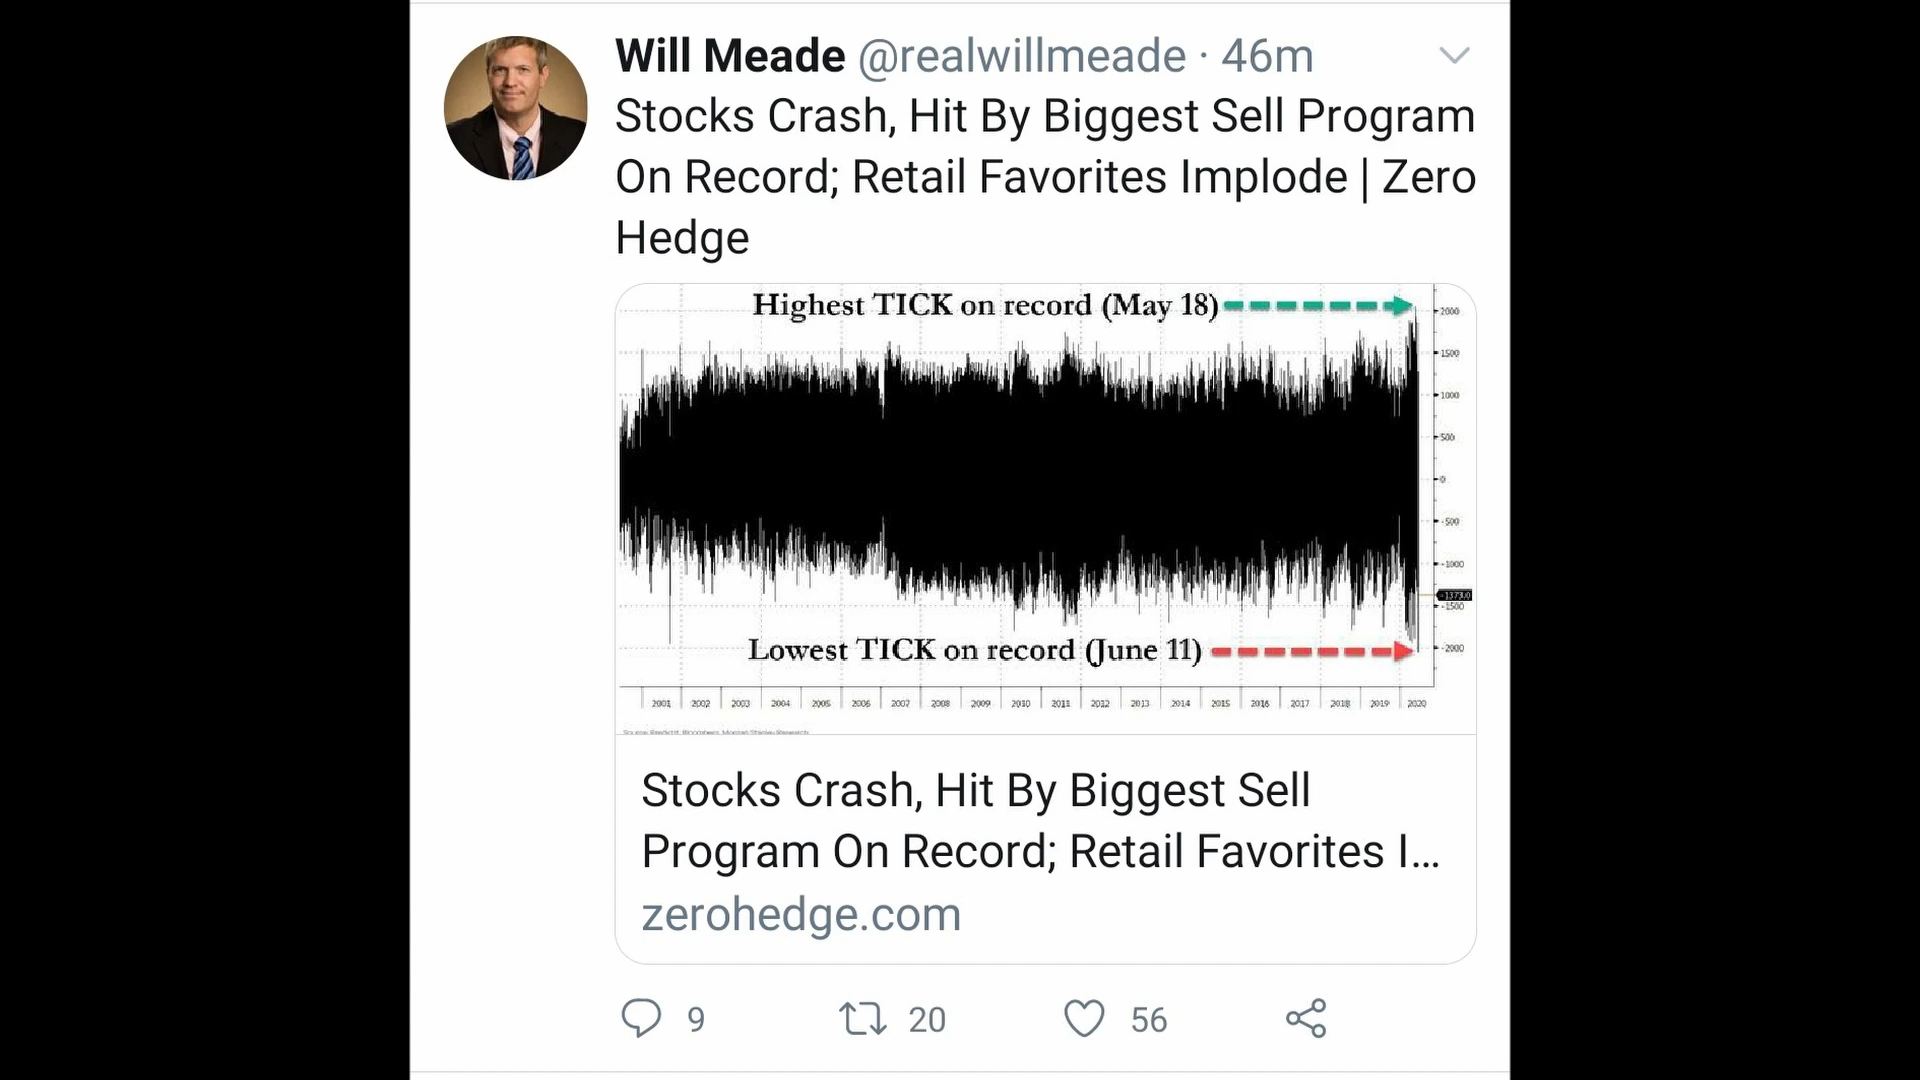 Will Meade @realwillmeade · 46m
Stocks Crash, Hit By Biggest Sell Program
On Record; Retail Favorites Implode | Zero
Hedge
Highest TICK on record (May 18)
2000
1500
1000
500
0
-500
-1000
-1373.0
-1500
-2000
Lowest TICK on record (June 11)
2001 2002 2003 2004 2005 2006 2007 2008 2009 2010 2011 2012 2013 2014 2015 2016 2017 2018 2019 2020
Stocks Crash, Hit By Biggest Sell
Program On Record; Retail Favorites I...
zerohedge.com
9 20 56